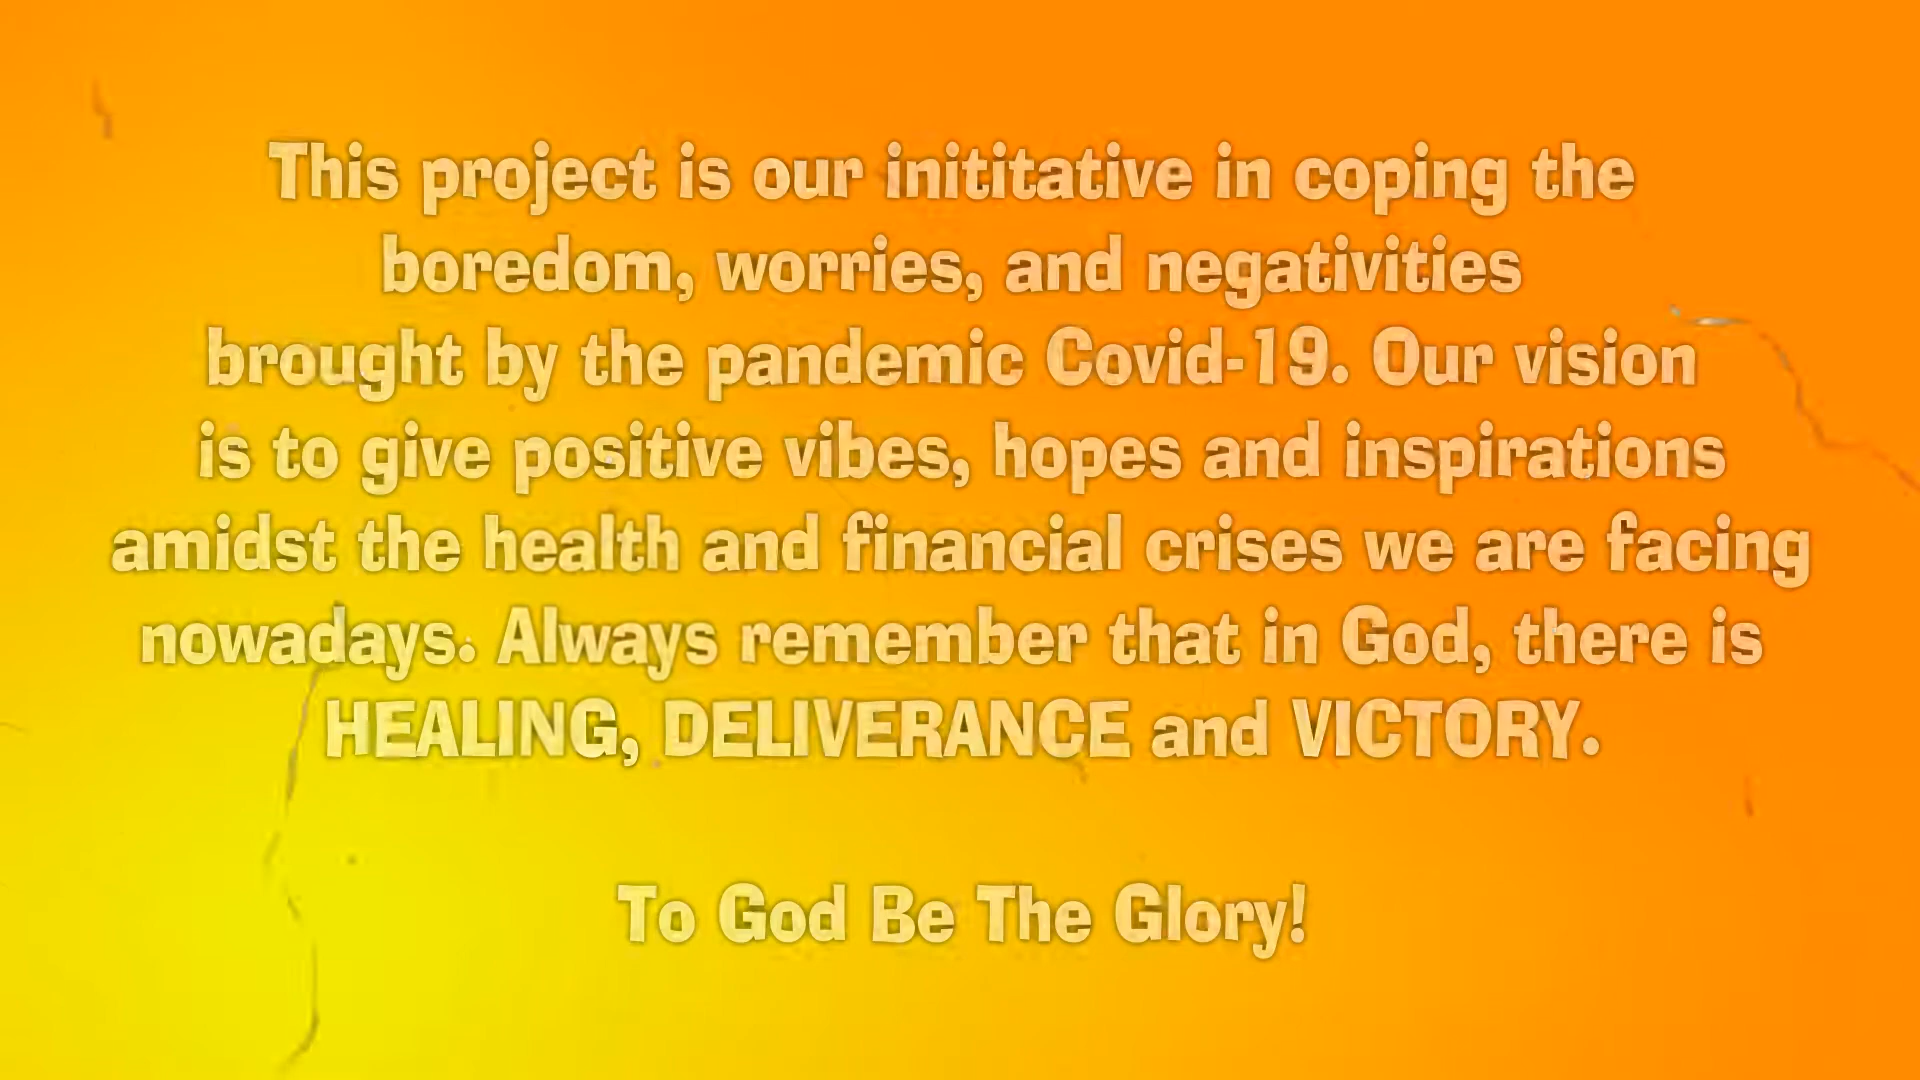 This project is our inititative in coping the
boredom, worries, and negativities
brought by the pandemic Covid-19. Our vision
is to give positive vibes, hopes and inspirations
amidst the health and financial crises we are facing
nowadays. Always remember that in God, there is
HEALING, DELIVERANCE and VICTORY.
To God Be The Glory!